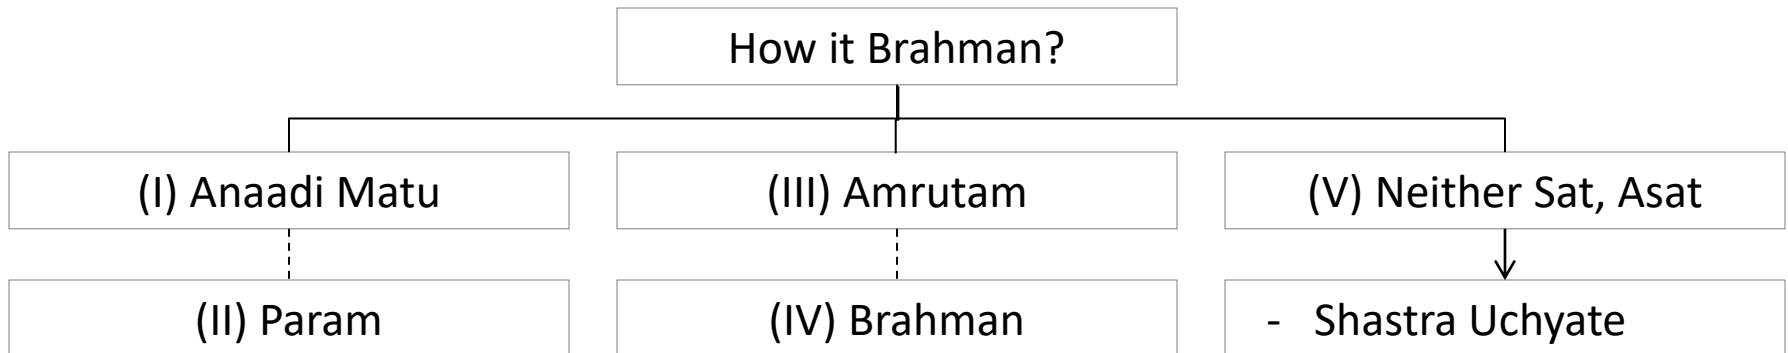 How it Brahman?
(I) Anaadi Matu
(III) Amrutam
(V) Neither Sat, Asat
(II) Param
(IV) Brahman
- Shastra Uchyate